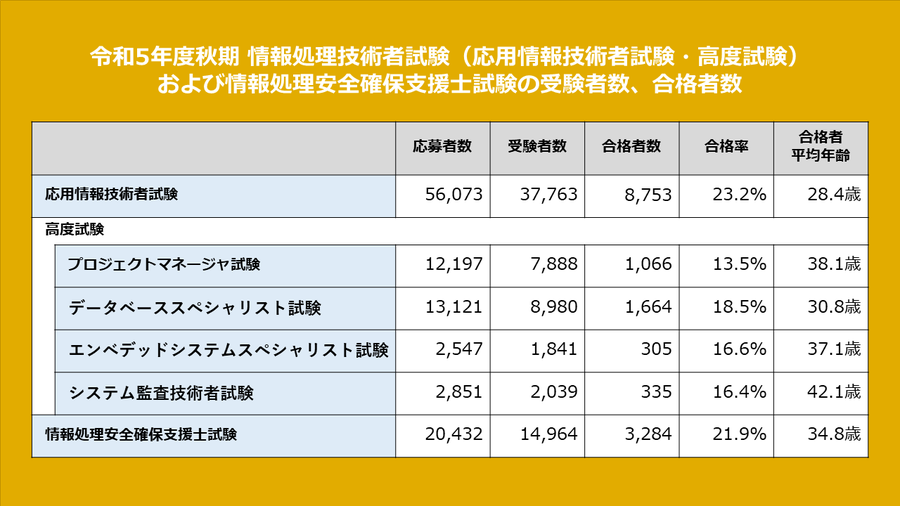 令和5年度秋期 情報処理技術者試験（応用情報技術者試験・高度試験）
および情報処理安全確保支援士試験の受験者数、合格者数
応募者数 受験者数 合格者数 合格率 合格者
平均年齢
応用情報技術者試験 56,073 37,763 8,753 23.2% 28.4歳
高度試験
プロジェクトマネージャ試験 12,197 7,888 1,066 13.5% 38.1歳
データベーススペシャリスト試験 13,121 8,980 1,664 18.5% 30.8歳
エンベデッドシステムスペシャリスト試験 2,547 1,841 305 16.6% 37.1歳
システム監査技術者試験 2,851 2,039 335 16.4% 42.1歳
情報処理安全確保支援士試験 20,432 14,964 3,284 21.9% 34.8歳